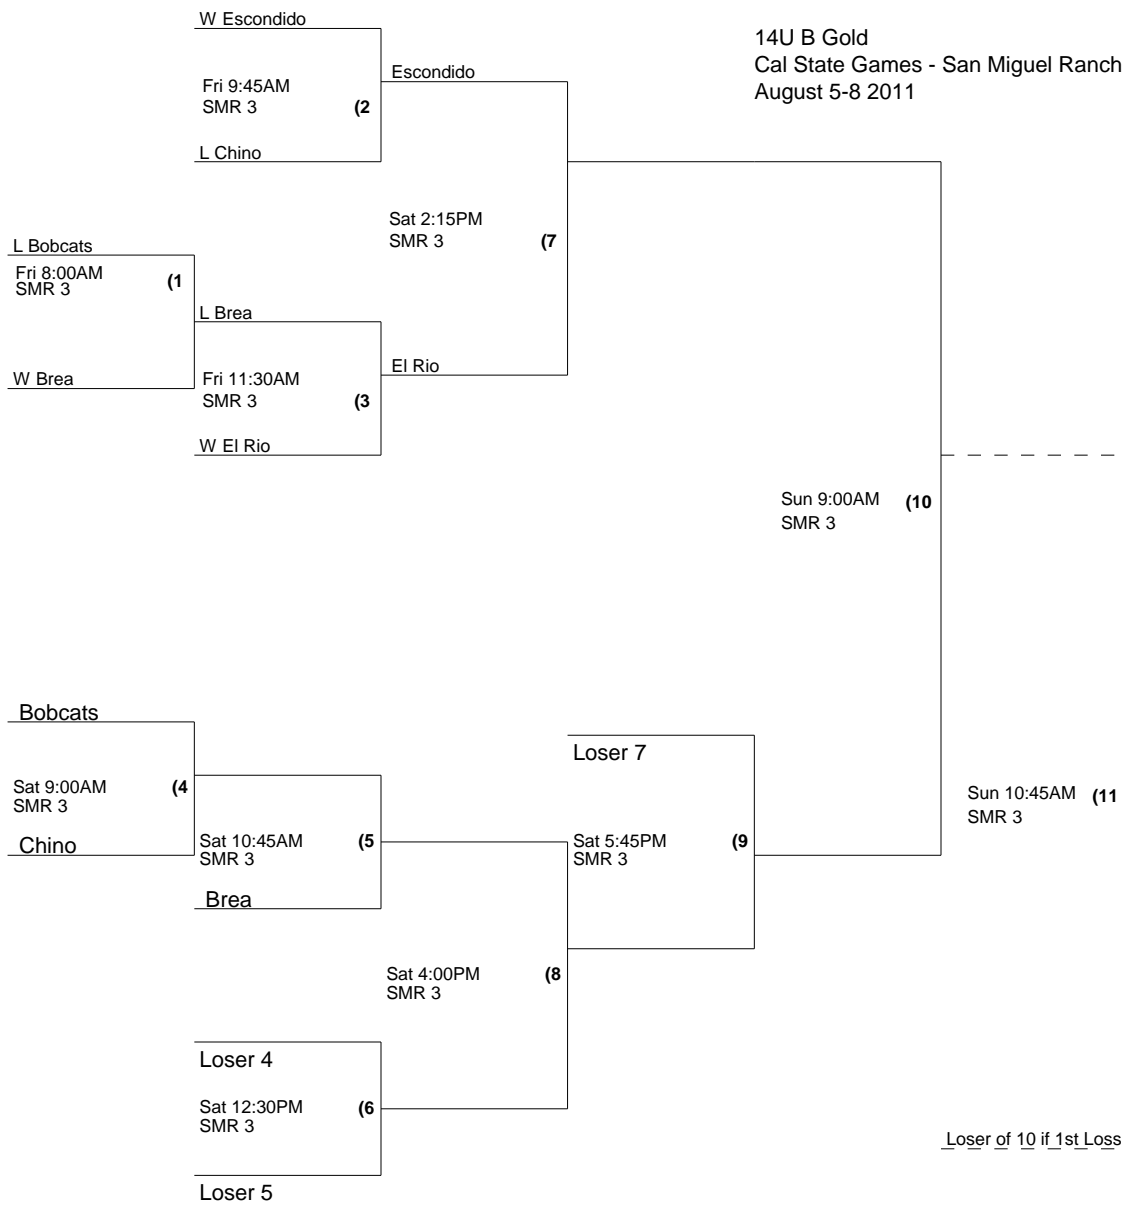 W Escondido
14U B Gold
Cal State Games - San Miguel Ranch
August 5-8 2011
Escondido
Fri 9:45AM
SMR 3 (2
L Chino
Sat 2:15PM
SMR 3 (7
L Bobcats
Fri 8:00AM
SMR 3 (1
L Brea
El Rio
W Brea
Fri 11:30AM
SMR 3 (3
W El Rio
Sun 9:00AM (10
SMR 3
Bobcats
Loser 7
Sat 9:00AM (4
SMR 3
Sun 10:45AM (11
SMR 3
Chino
Sat 10:45AM (5
SMR 3
Sat 5:45PM (9
SMR 3
Brea
Sat 4:00PM (8
SMR 3
Loser 4
Sat 12:30PM (6
SMR 3
Loser of 10 if 1st Loss
Loser 5